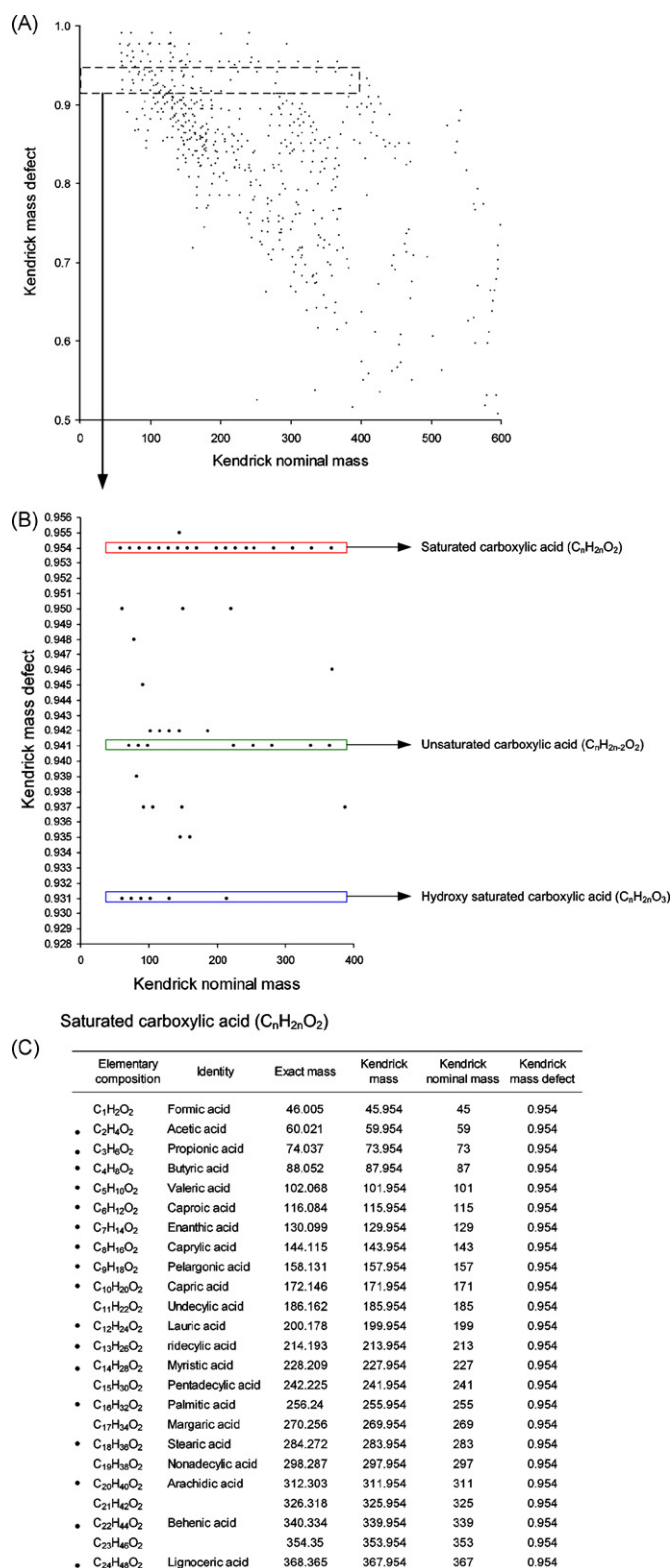 (A)
1.0
0.9
0.8
0.7
0.6
0.5
Kendrick mass defect
0 100 200 300 400 500 600
Kendrick nominal mass
(B)
0.956
0.955
0.954
0.953
0.952
0.951
0.950
0.949
0.948
0.946
0.945
0.943
0.942
0.941
0.940
0.939
0.937
0.935
0.934
0.932
0.931
0.930
0.929
0.928
Kendrick mass defect
0 100 200 300 400
Kendrick nominal mass
Saturated carboxylic acid (CnH2nO2)
Unsaturated carboxylic acid (CnH2n-2O2)
Hydroxy saturated carboxylic acid (CnH2nO3)
Saturated carboxylic acid (CnH2nO2)
(C)
Elementary composition Identity Exact mass Kendrick mass Kendrick nominal mass Kendrick mass defect
C1H2O2 Formic acid 46.005 45.954 45 0.954
• C2H4O2 Acetic acid 60.021 59.954 59 0.954
• C3H6O2 Propionic acid 74.037 73.954 73 0.954
• C4H8O2 Butyric acid 88.052 87.954 87 0.954
• C5H10O2 Valeric acid 102.068 101.954 101 0.954
• C6H12O2 Caproic acid 116.084 115.954 115 0.954
• C7H14O2 Enanthic acid 130.099 129.954 129 0.954
• C8H16O2 Caprylic acid 144.115 143.954 143 0.954
• C9H18O2 Pelargonic acid 158.131 157.954 157 0.954
• C10H20O2 Capric acid 172.146 171.954 171 0.954
C11H22O2 Undecylic acid 186.162 185.954 185 0.954
• C12H24O2 Lauric acid 200.178 199.954 199 0.954
• C13H26O2 ridecylic acid 214.193 213.954 213 0.954
• C14H28O2 Myristic acid 228.209 227.954 227 0.954
C15H30O2 Pentadecylic acid 242.225 241.954 241 0.954
• C16H32O2 Palmitic acid 256.24 255.954 255 0.954
C17H34O2 Margaric acid 270.256 269.954 269 0.954
• C18H36O2 Stearic acid 284.272 283.954 283 0.954
C19H38O2 Nonadecylic acid 298.287 297.954 297 0.954
• C20H40O2 Arachidic acid 312.303 311.954 311 0.954
C21H42O2 326.318 325.954 325 0.954
• C22H44O2 Behenic acid 340.334 339.954 339 0.954
C23H46O2 354.35 353.954 353 0.954
• C24H48O2 Lignoceric acid 368.365 367.954 367 0.954